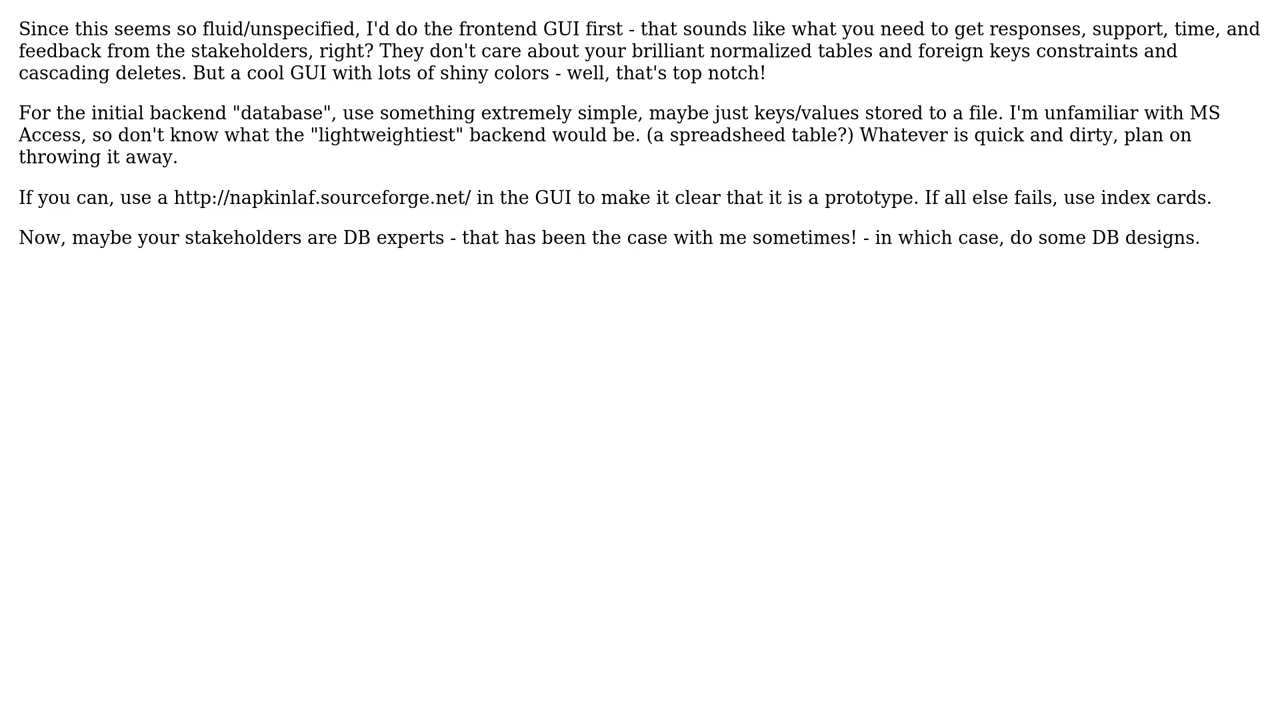 Since this seems so fluid/unspecified, I'd do the frontend GUI first - that sounds like what you need to get responses, support, time, and
feedback from the stakeholders, right? They don't care about your brilliant normalized tables and foreign keys constraints and
cascading deletes. But a cool GUI with lots of shiny colors - well, that's top notch!
For the initial backend "database", use something extremely simple, maybe just keys/values stored to a file. I'm unfamiliar with MS
Access, so don't know what the "lightweightiest" backend would be. (a spreadsheed table?) Whatever is quick and dirty, plan on
throwing it away.
If you can, use a http://napkinlaf.sourceforge.net/ in the GUI to make it clear that it is a prototype. If all else fails, use index cards.
Now, maybe your stakeholders are DB experts - that has been the case with me sometimes! - in which case, do some DB designs.